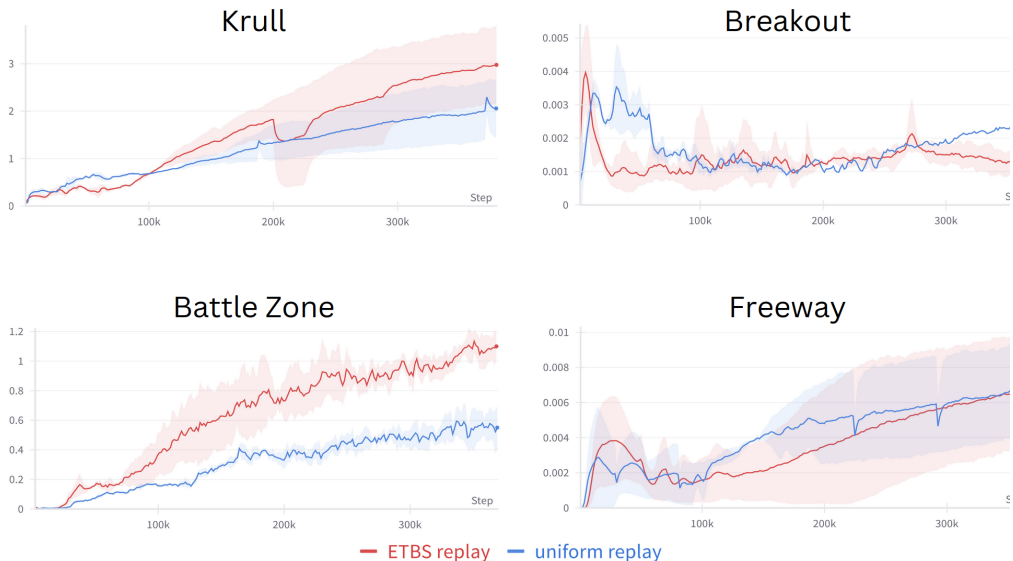 Krull
3
2
1
0
100k
200k
300k
Step
Breakout
0.005
0.004
0.003
0.002
0.001
0
100k
200k
300k
S
Battle Zone
1.2
1
0.8
0.6
0.4
0.2
0
100k
200k
300k
Step
Freeway
0.01
0.008
0.006
0.004
0.002
0
100k
200k
300k
S
ETBS replay
uniform replay